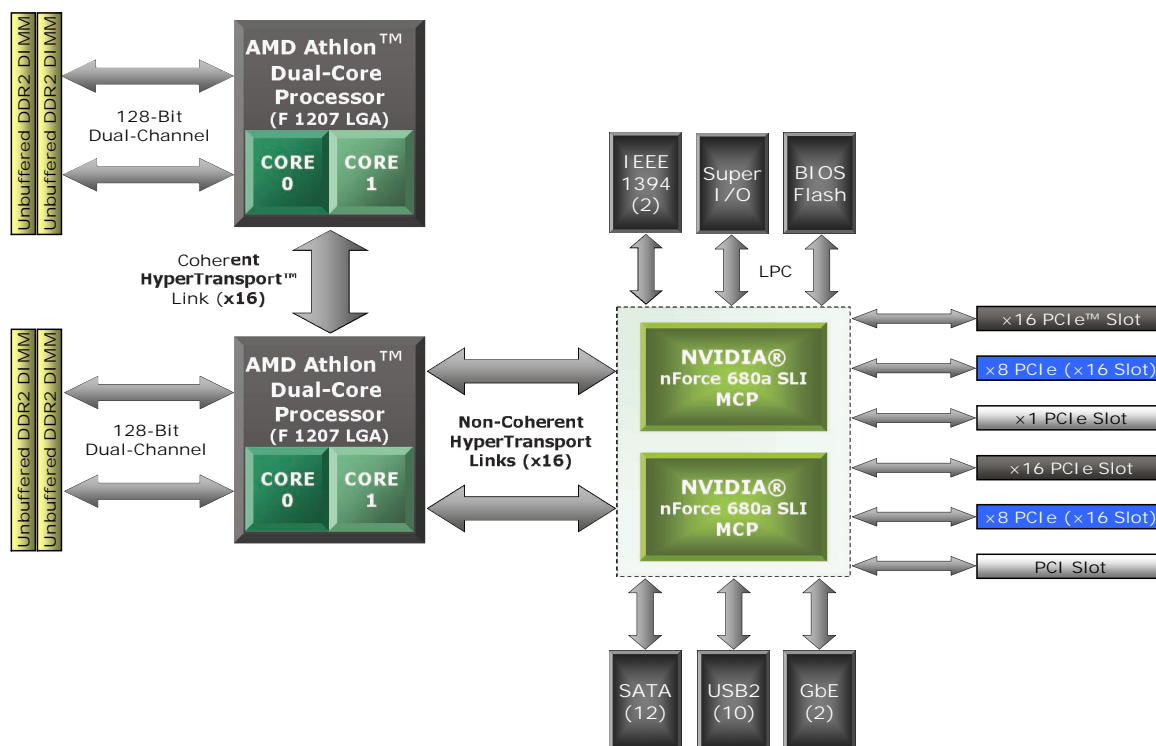 Unbuffered DDR2 DIMM
Unbuffered DDR2 DIMM
128-Bit
Dual-Channel
AMD Athlon™
Dual-Core
Processor
(F 1207 LGA)
CORE
0
CORE
1
Coherent
HyperTransport™
Link (x16)
Unbuffered DDR2 DIMM
Unbuffered DDR2 DIMM
128-Bit
Dual-Channel
AMD Athlon™
Dual-Core
Processor
(F 1207 LGA)
CORE
0
CORE
1
Non-Coherent
HyperTransport
Links (x16)
IEEE
1394
(2)
Super
I/O
BIOS
Flash
LPC
NVIDIA®
nForce 680a SLI
MCP
NVIDIA®
nForce 680a SLI
MCP
x16 PCIe™ Slot
x8 PCIe (x16 Slot)
x1 PCIe Slot
x16 PCIe Slot
x8 PCIe (x16 Slot)
PCI Slot
SATA
(12)
USB2
(10)
GbE
(2)